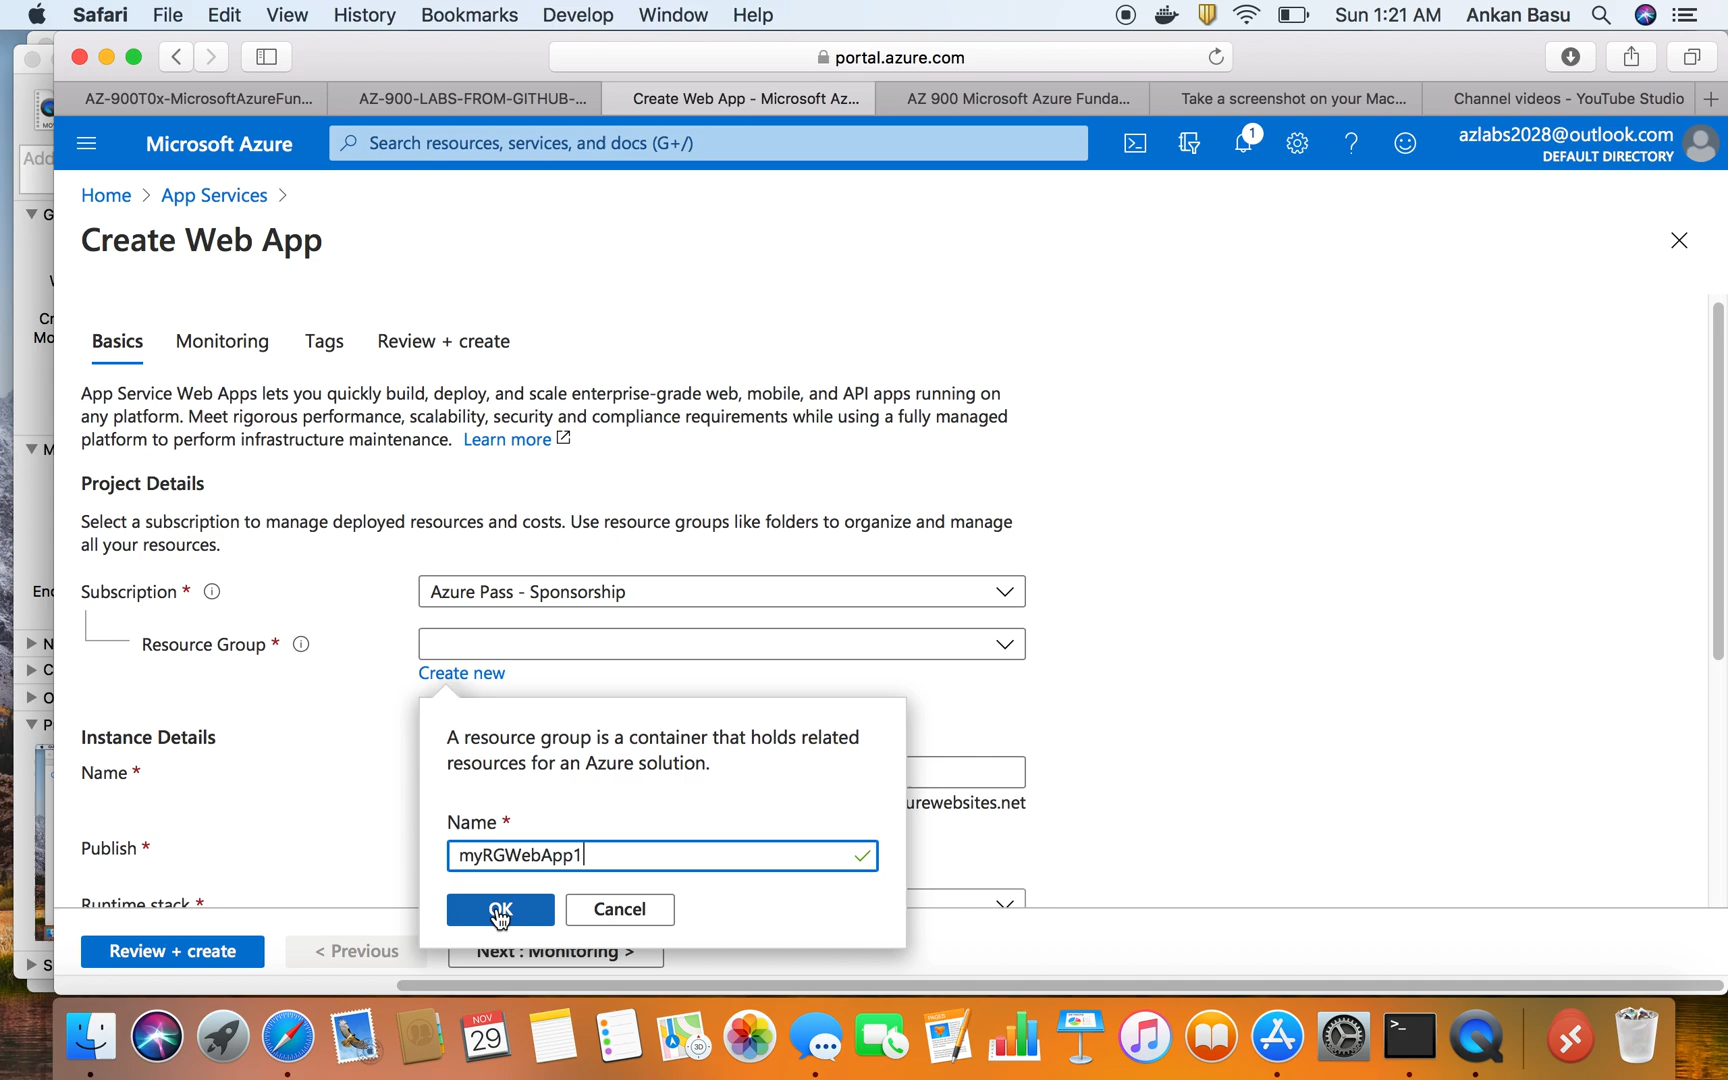 Safari File Edit View History Bookmarks Develop Window Help Sun 1:21 AM Ankan Basu
portal.azure.com
AZ-900T0x-MicrosoftAzureFun... AZ-900-LABS-FROM-GITHUB-... Create Web App - Microsoft Az... AZ 900 Microsoft Azure Funda... Take a screenshot on your Mac... Channel videos - YouTube Studio
Microsoft Azure Search resources, services, and docs (G+/) 1 azlabs2028@outlook.com
DEFAULT DIRECTORY
Home > App Services >
Create Web App
Basics Monitoring Tags Review + create
App Service Web Apps lets you quickly build, deploy, and scale enterprise-grade web, mobile, and API apps running on
any platform. Meet rigorous performance, scalability, security and compliance requirements while using a fully managed
platform to perform infrastructure maintenance. Learn more
Project Details
Select a subscription to manage deployed resources and costs. Use resource groups like folders to organize and manage
all your resources.
Subscription * Azure Pass - Sponsorship
Resource Group *
Create new
A resource group is a container that holds related
resources for an Azure solution.
Name *
myRGWebApp1
OK Cancel
Instance Details
Name *
urewebsites.net
Publish *
Runtime stack *
Review + create < Previous Next : Monitoring >
NOV
29